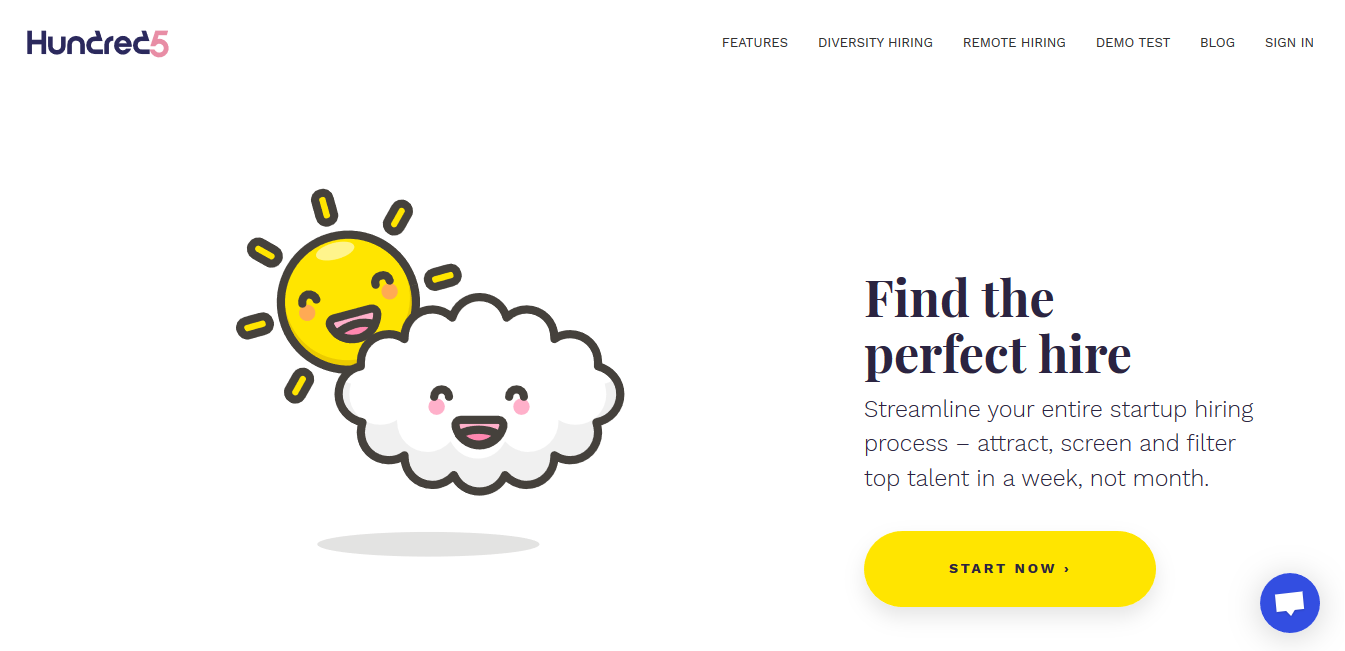 Hundred5
FEATURES DIVERSITY HIRING REMOTE HIRING DEMO TEST BLOG SIGN IN
Find the
perfect hire
Streamline your entire startup hiring
process – attract, screen and filter
top talent in a week, not month.
START NOW ›